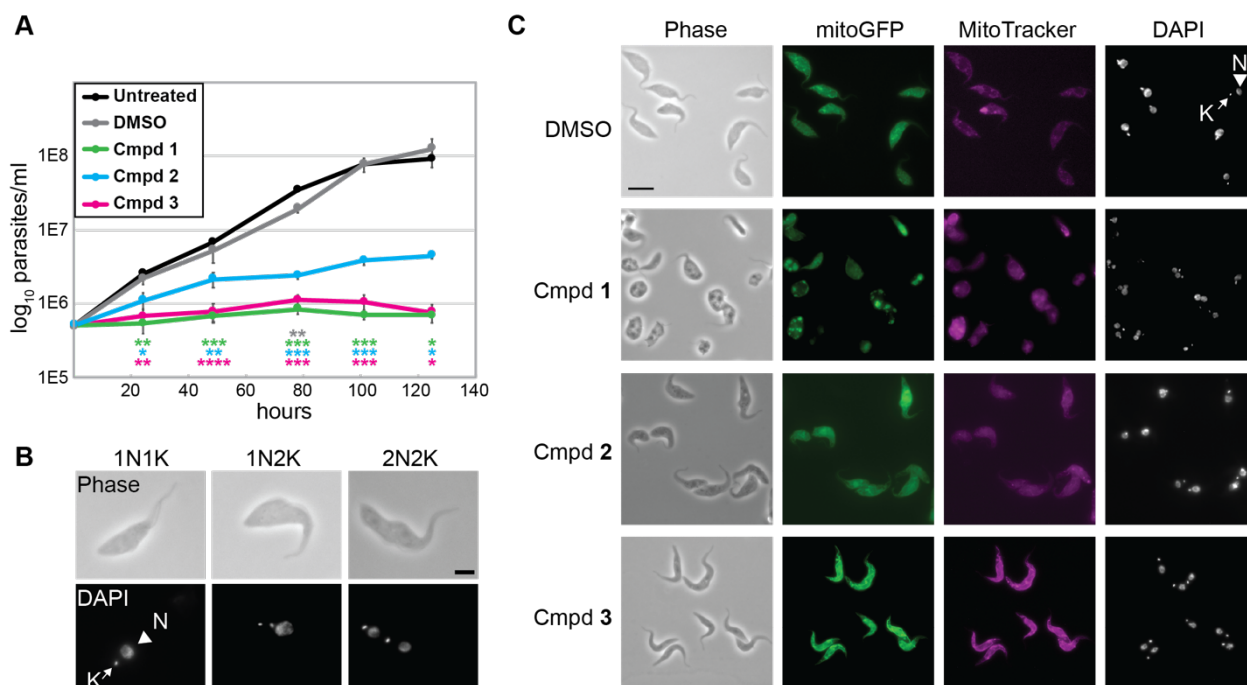 A
Untreated
DMSO
Cmpd 1
Cmpd 2
Cmpd 3
1E8
1E7
1E6
1E5
log10 parasites/ml
20 40 60 80 100 120 140
hours
**
** *** *** *** *
* ** *** *** *
** **** *** *** *
B
1N1K 1N2K 2N2K
Phase
DAPI
N
K
C
Phase mitoGFP MitoTracker DAPI
DMSO
N
K
Cmpd 1
Cmpd 2
Cmpd 3